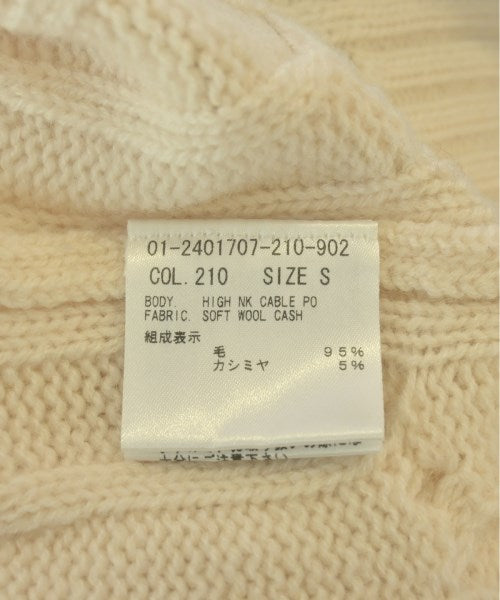 01-2401707-210-902
COL.210 SIZE S
BODY. HIGH NK CABLE PO
FABRIC. SOFT WOOL CASH
組成表示
毛 95%
カシミヤ 5%